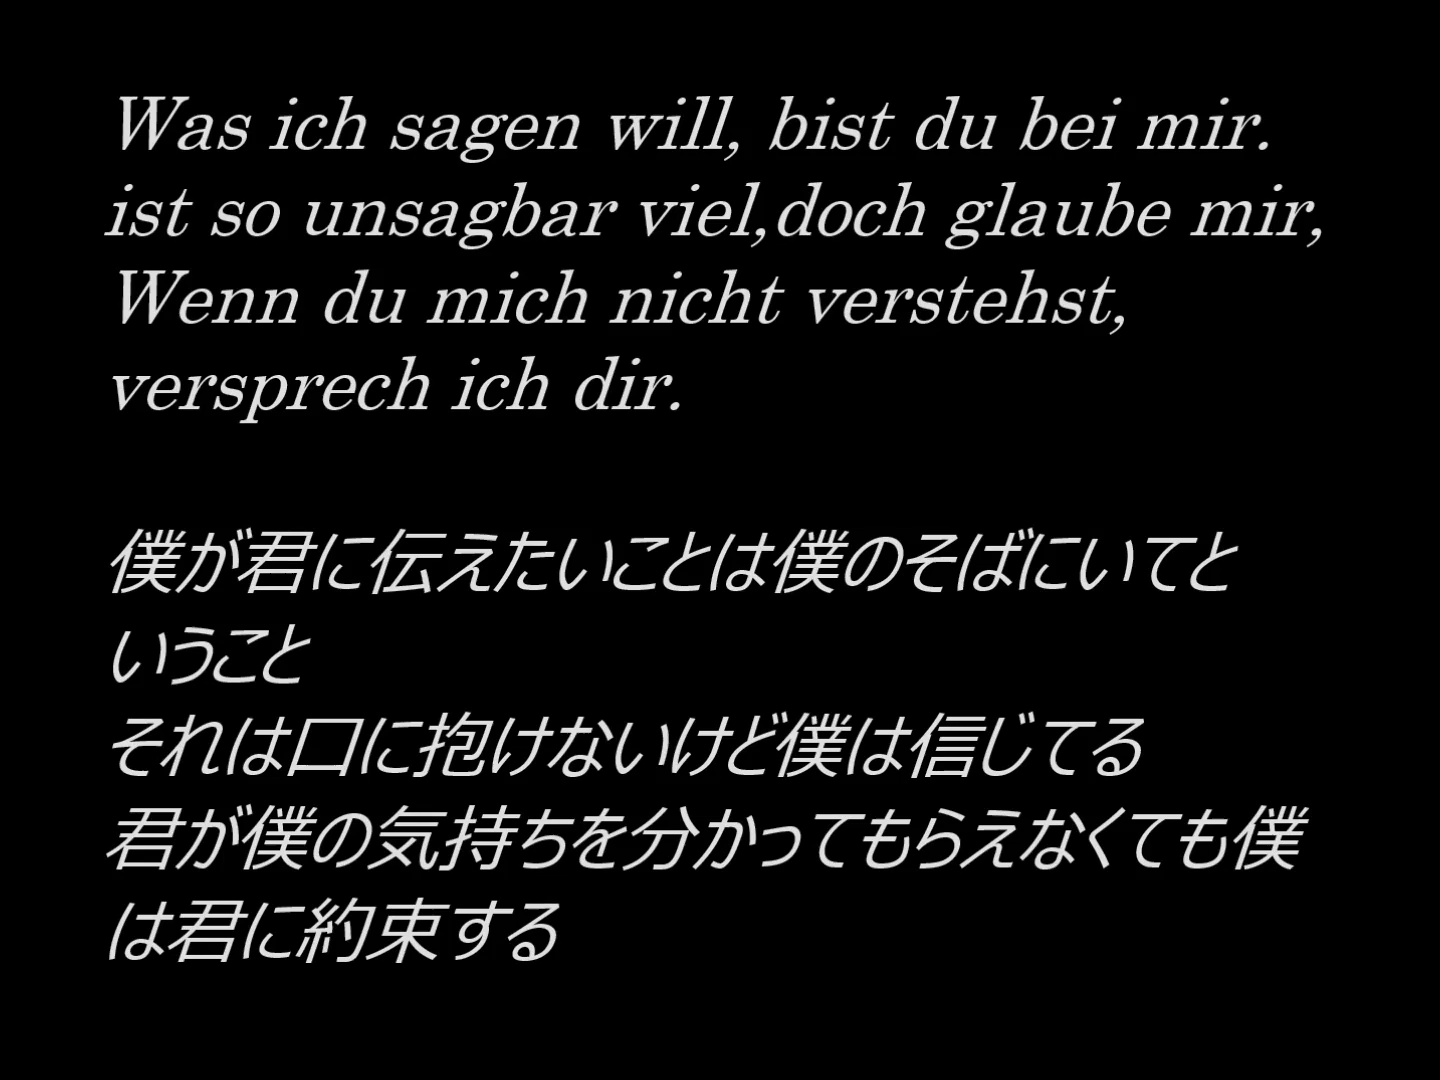 Was ich sagen will, bist du bei mir.
ist so unsagbar viel,doch glaube mir,
Wenn du mich nicht verstehst,
versprech ich dir.
僕が君に伝えたいことは僕のそばにいてと
いうこと
それは口に抱けないけど僕は信じてる
君が僕の気持ちを分かってもらえなくても僕
は君に約束する